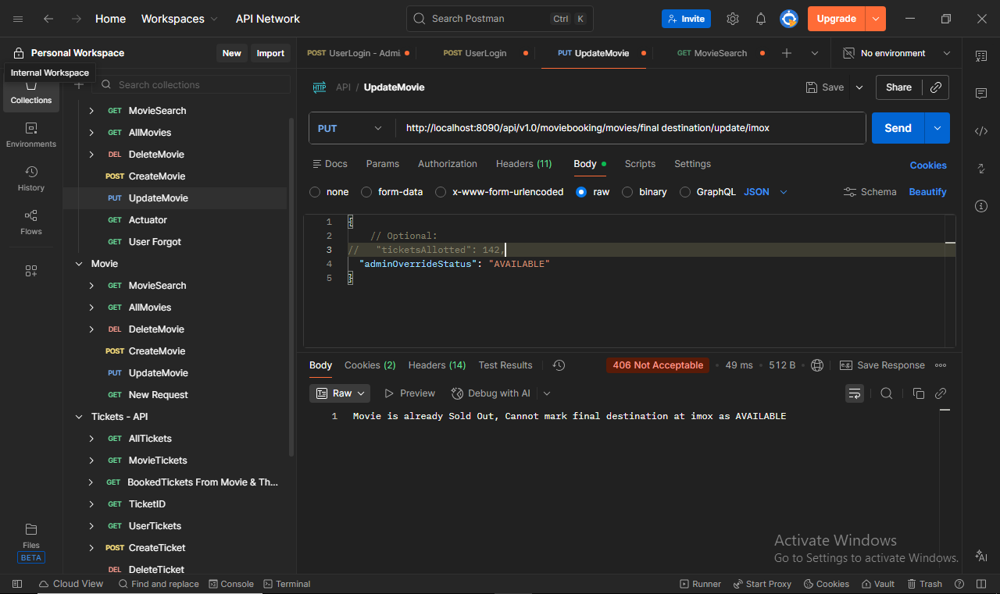 Home Workspaces API Network Search Postman Ctrl K Invite Upgrade
Personal Workspace New Import POST UserLogin - Admi POST UserLogin PUT UpdateMovie GET MovieSearch No environment
Internal Workspace
Search collections
Collections
Environments
History
Flows
Files
BETA
GET MovieSearch
GET AllMovies
DEL DeleteMovie
POST CreateMovie
PUT UpdateMovie
GET Actuator
GET User Forgot
Movie
GET MovieSearch
GET AllMovies
DEL DeleteMovie
POST CreateMovie
PUT UpdateMovie
GET New Request
Tickets - API
GET AllTickets
GET MovieTickets
GET BookedTickets From Movie & Th...
GET TicketID
GET UserTickets
POST CreateTicket
DEL DeleteTicket
HTTP API / UpdateMovie Save Share
PUT http://localhost:8090/api/v1.0/moviebooking/movies/final destination/update/imox Send
Docs Params Authorization Headers (11) Body Scripts Settings Cookies
none form-data x-www-form-urlencoded raw binary GraphQL JSON Schema Beautify
1 {
2 // Optional:
3 // "ticketsAllotted": 142,
4 "adminOverrideStatus": "AVAILABLE"
5 }
Body Cookies (2) Headers (14) Test Results 406 Not Acceptable 49 ms 512 B e.g. Save Response
Raw Preview Debug with AI
1 Movie is already Sold Out, Cannot mark final destination at imox as AVAILABLE
Activate Windows
Go to Settings to activate Windows.
AI
Cloud View Find and replace Console Terminal Runner Start Proxy Cookies Vault Trash